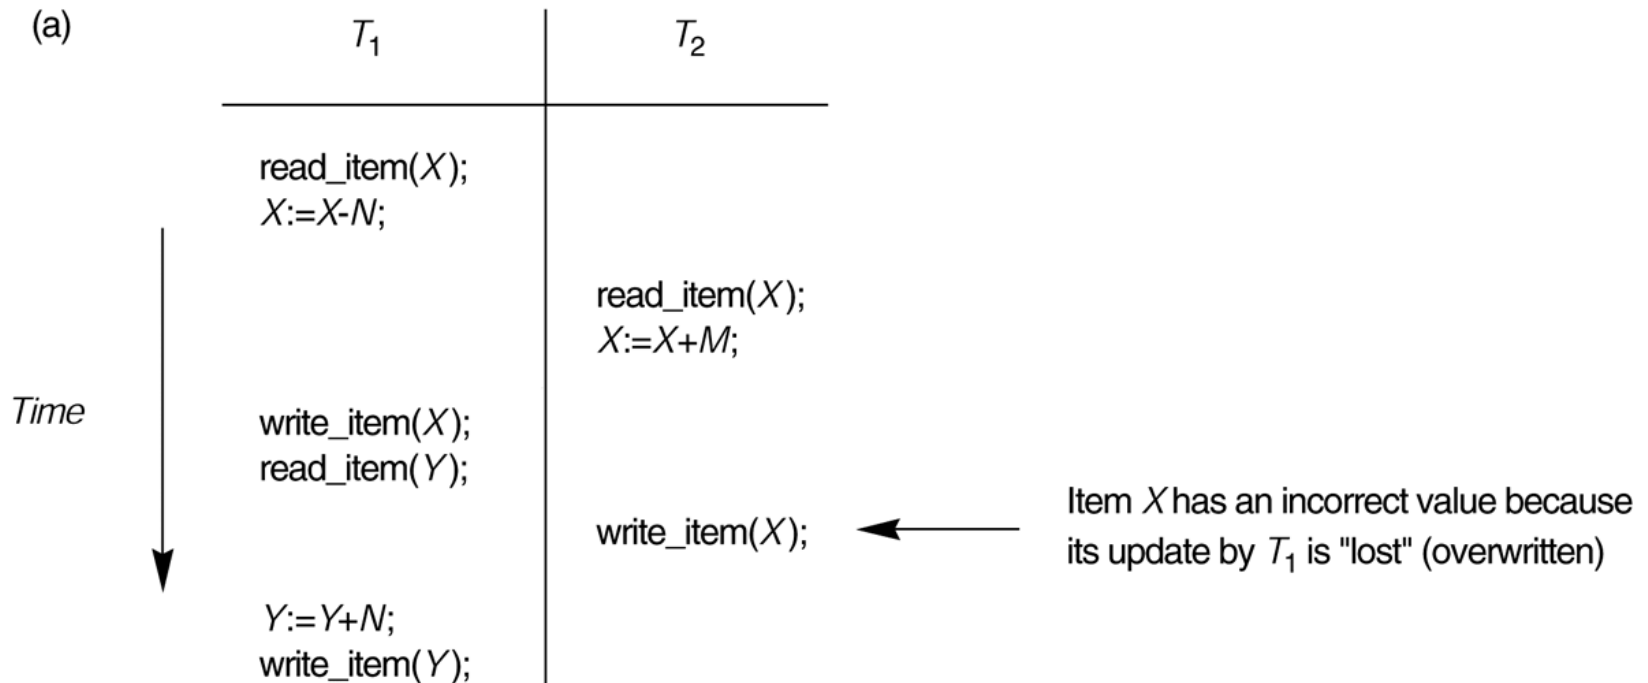 (a)
T1 T2
read_item(X);
X:=X-N;
read_item(X);
X:=X+M;
Time
write_item(X);
read_item(Y);
write_item(X);
Item X has an incorrect value because
its update by T1 is "lost" (overwritten)
Y:=Y+N;
write_item(Y);